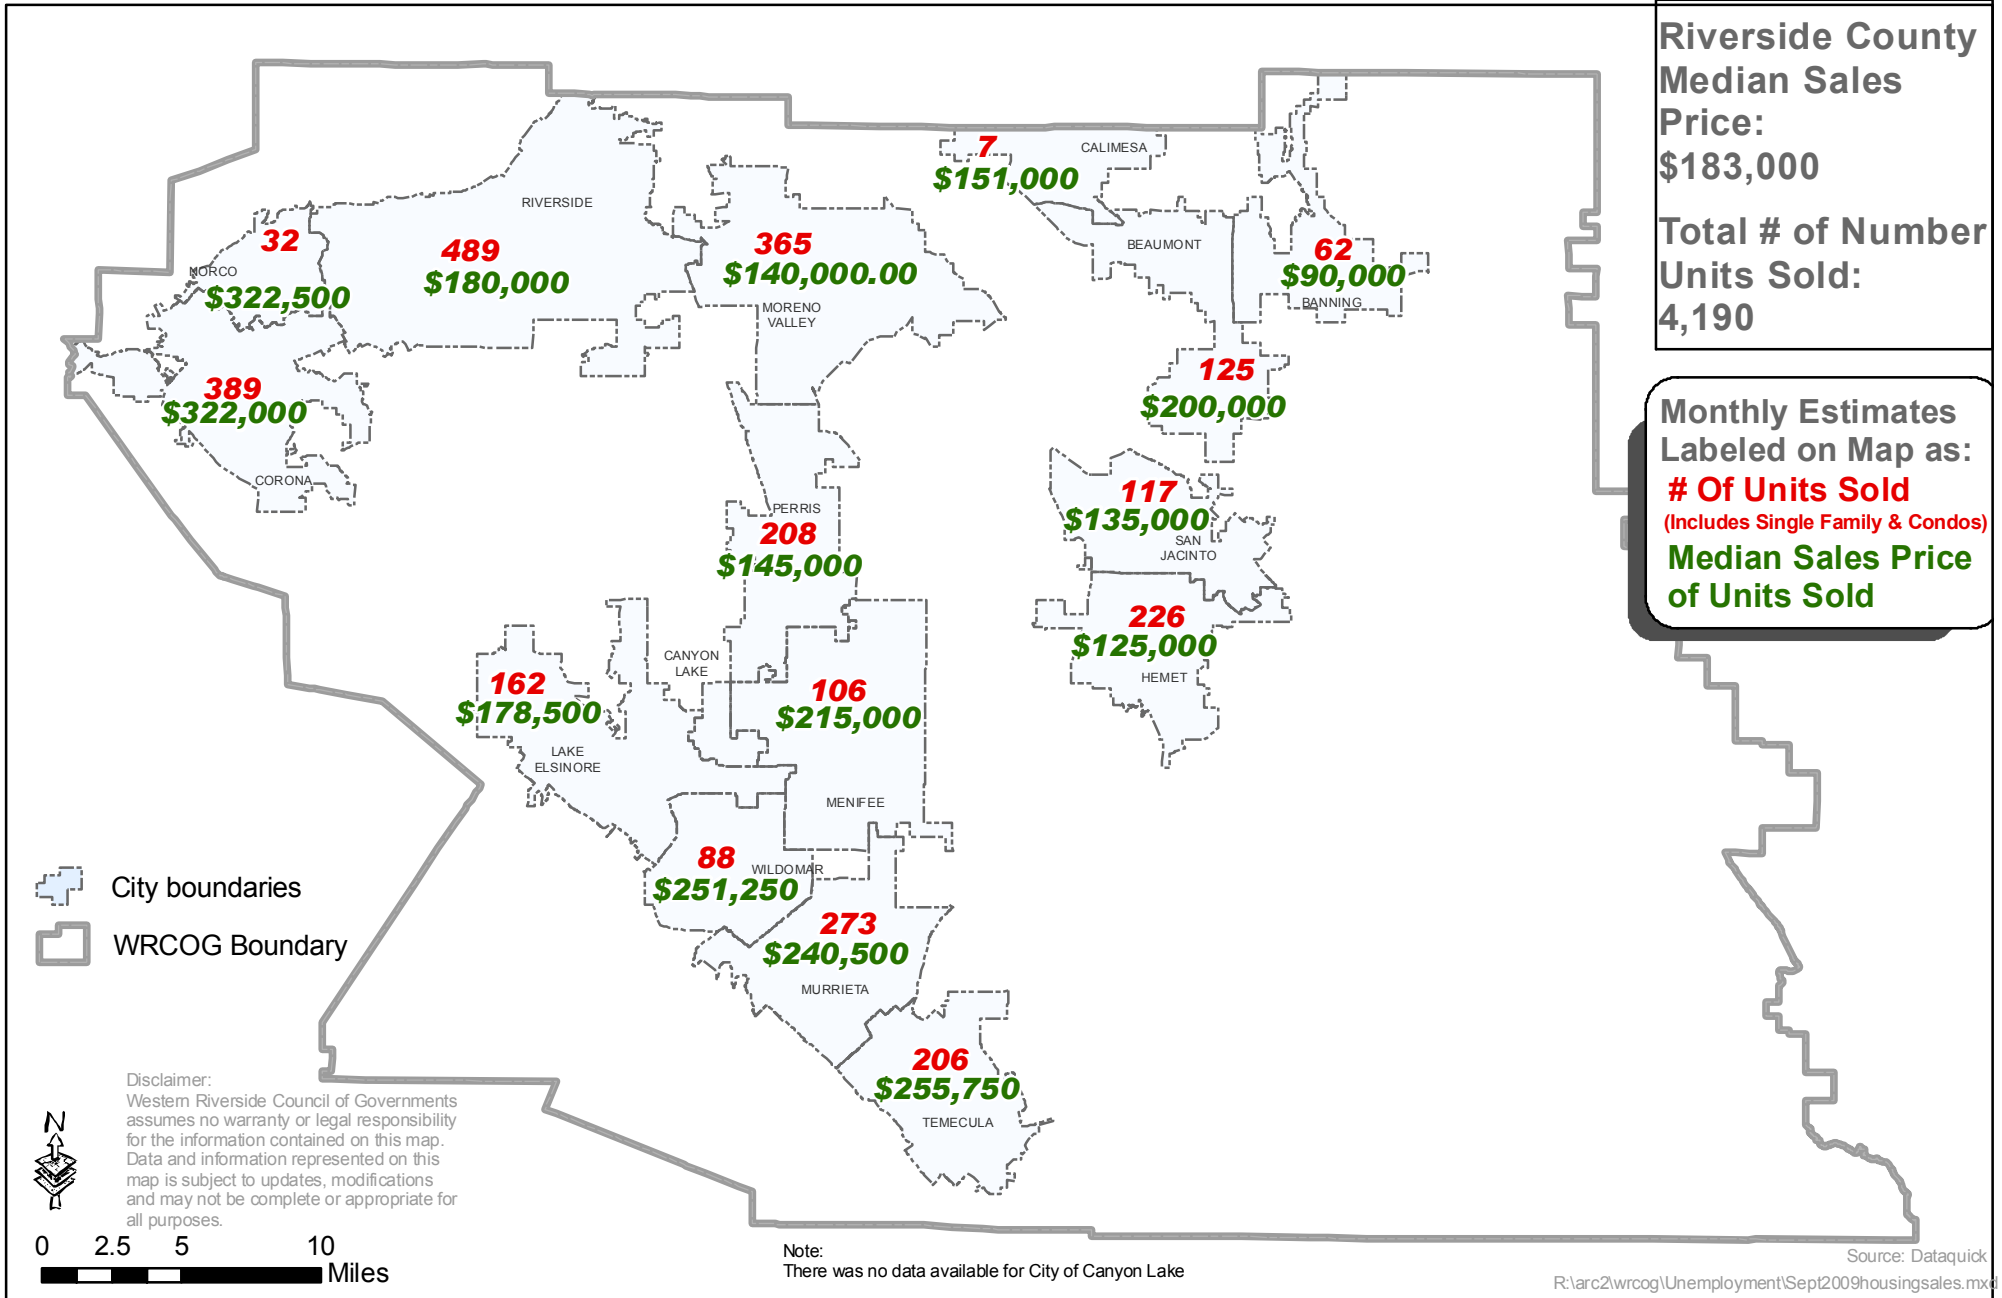 Riverside County
Median Sales
Price:
$183,000
Total # of Number
Units Sold:
4,190
Monthly Estimates
Labeled on Map as:
# Of Units Sold
(Includes Single Family & Condos)
Median Sales Price
of Units Sold
7
CALIMESA
$151,000
RIVERSIDE
489
$180,000
32
NORCO
$322,500
365
$140,000.00
MORENO
VALLEY
BEAUMONT
125
$200,000
62
$90,000
BANNING
389
$322,000
CORONA
PERRIS
208
$145,000
117
$135,000
SAN
JACINTO
226
$125,000
HEMET
CANYON
LAKE
162
$178,500
LAKE
ELSINORE
106
$215,000
MENIFEE
88
WILDOMAR
$251,250
273
$240,500
MURRIETA
206
$255,750
TEMECULA
City boundaries
WRCOG Boundary
Disclaimer:
Western Riverside Council of Governments
assumes no warranty or legal responsibility
for the information contained on this map.
Data and information represented on this
map is subject to updates, modifications
and may not be complete or appropriate for
all purposes.
N
0 2.5 5 10
Miles
Note:
There was no data available for City of Canyon Lake
Source: Dataquick
R:\arc2\wrcog\Unemployment\Sept2009housingsales.mxd